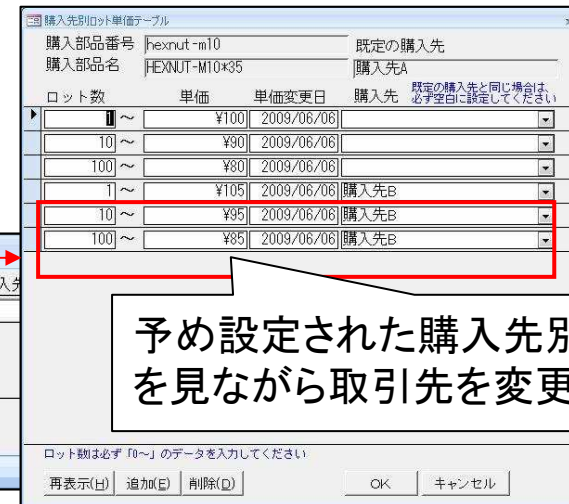 購入先別ロット単価テーブル
購入部品番号 hexnut-m10 既定の購入先
購入部品名 HEXNUT-M10*35 購入先A
ロット数 単価 単価変更日 購入先 既定の購入先と同じ場合は、
必ず空白に設定してください
1 ～ ¥100 2009/06/06
10 ～ ¥90 2009/06/06
100 ～ ¥80 2009/06/06
1 ～ ¥105 2009/06/06 購入先B
10 ～ ¥95 2009/06/06 購入先B
100 ～ ¥85 2009/06/06 購入先B
予め設定された購入先別
を見ながら取引先を変更
ロット数は必ず「0～」のデータを入力してください
再表示(H) 追加(E) 削除(D) OK キャンセル